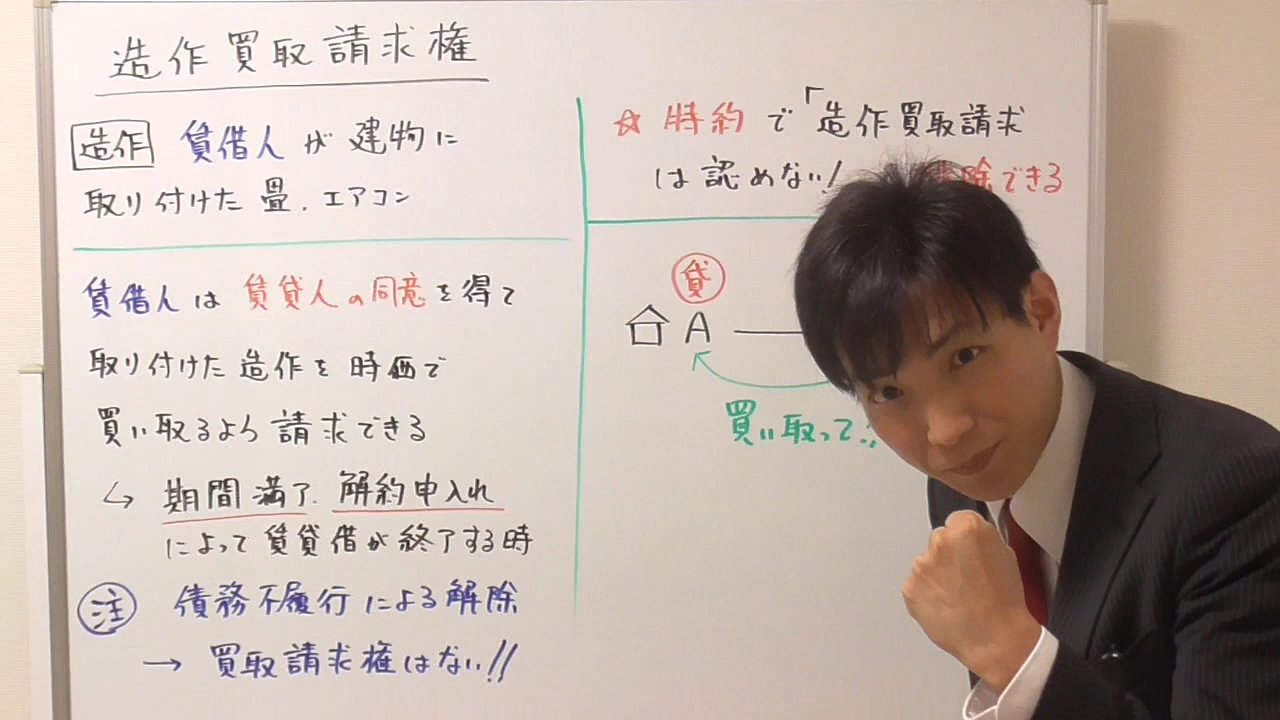 造作買取請求権
造作 賃借人が建物に
取り付けた畳、エアコン
賃借人は賃貸人の同意を得て
取り付けた造作を時価で
買い取るよう請求できる
↳ 期間満了、解約申入れ
によって賃貸借が終了する時
注 債務不履行による解除
→ 買取請求権はない!!
☆ 特約で「造作買取請求
は認めない!
除できる
貸
A
買い取って